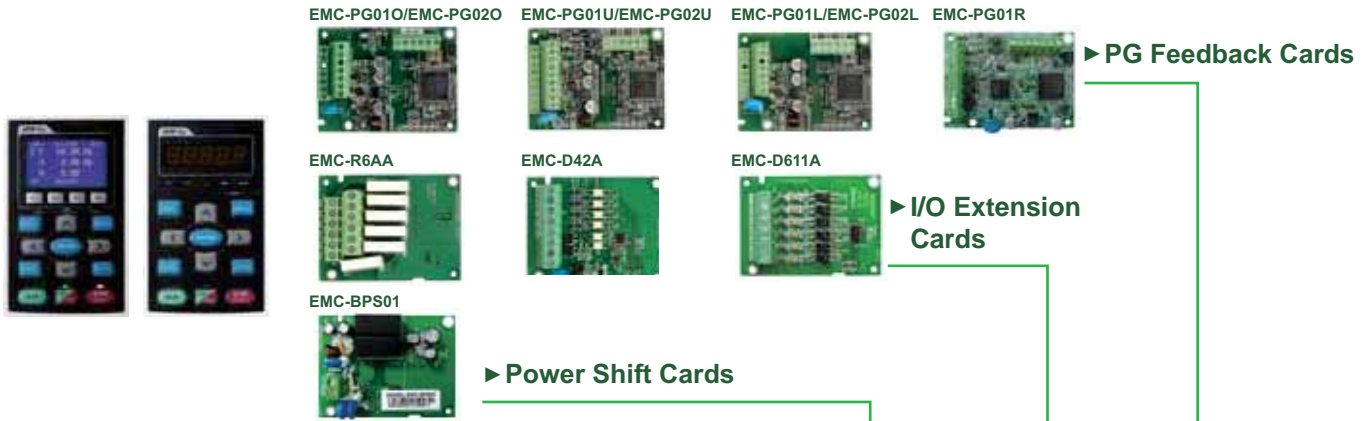 EMC-PG01O/EMC-PG02O EMC-PG01U/EMC-PG02U EMC-PG01L/EMC-PG02L EMC-PG01R
►PG Feedback Cards
EMC-R6AA EMC-D42A EMC-D611A
►I/O Extension
Cards
EMC-BPS01
►Power Shift Cards